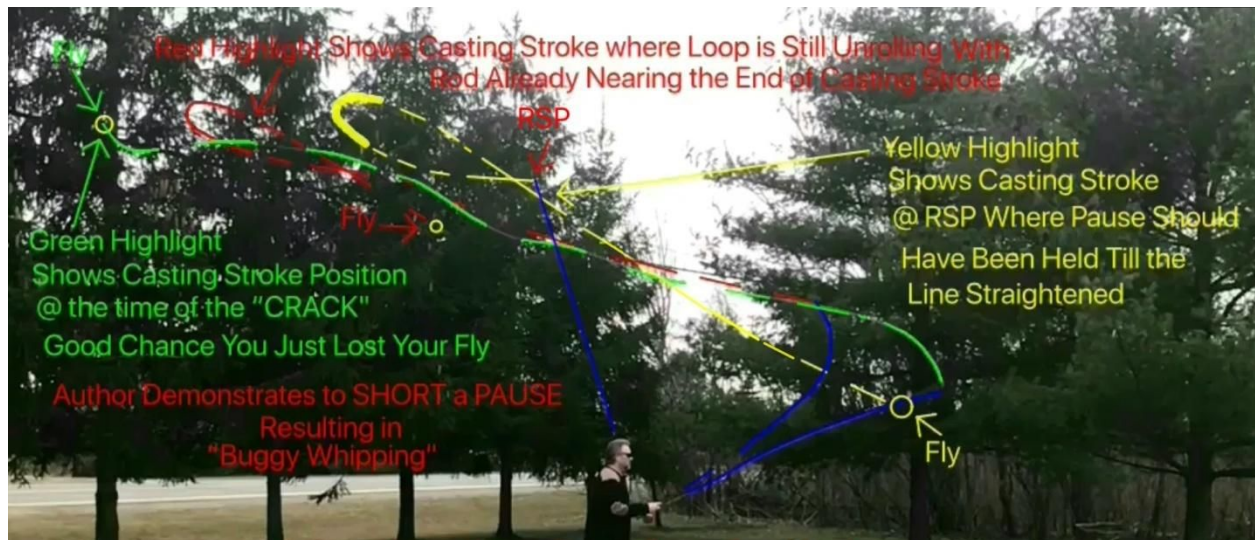 Fly
Red Highlight Shows Casting Stroke where Loop is Still Unrolling With
Rod Already Nearing the End of Casting Stroke
RSP
Yellow Highlight
Shows Casting Stroke
@ RSP Where Pause Should
Have Been Held Till the
Line Straightened
Fly
Green Highlight
Shows Casting Stroke Position
@ the time of the "CRACK"
Good Chance You Just Lost Your Fly
Author Demonstrates to SHORT a PAUSE
Resulting in
"Buggy Whipping"
Fly